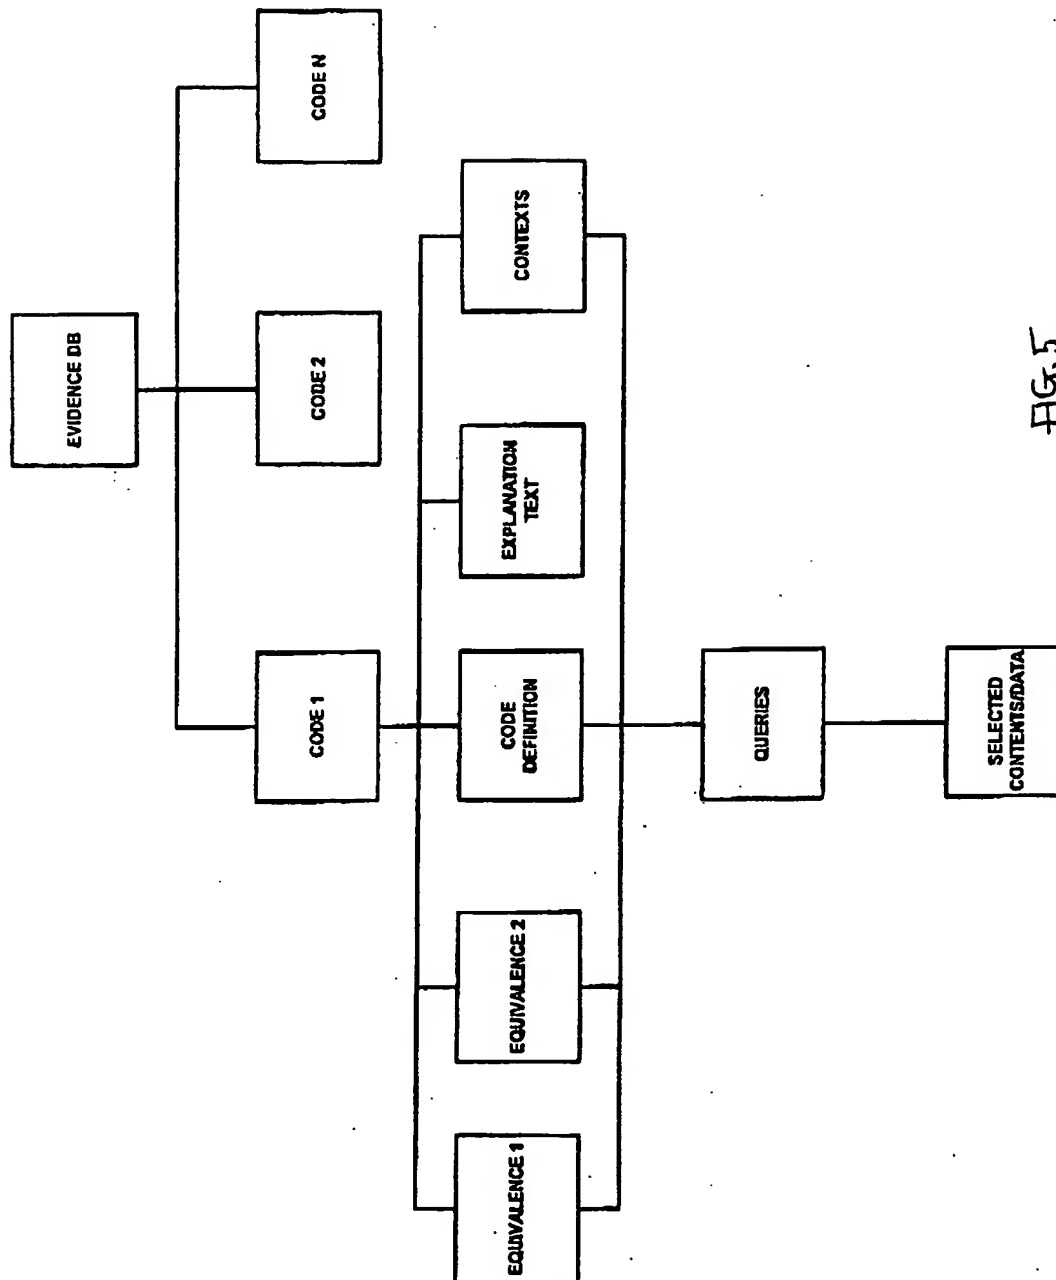 EVIDENCE DB
CODE 1
CODE 2
CODE N
EQUIVALENCE 1
EQUIVALENCE 2
CODE
DEFINITION
EXPLANATION
TEXT
CONTEXTS
QUERIES
SELECTED
CONTENTS/DATA
FIG. 5